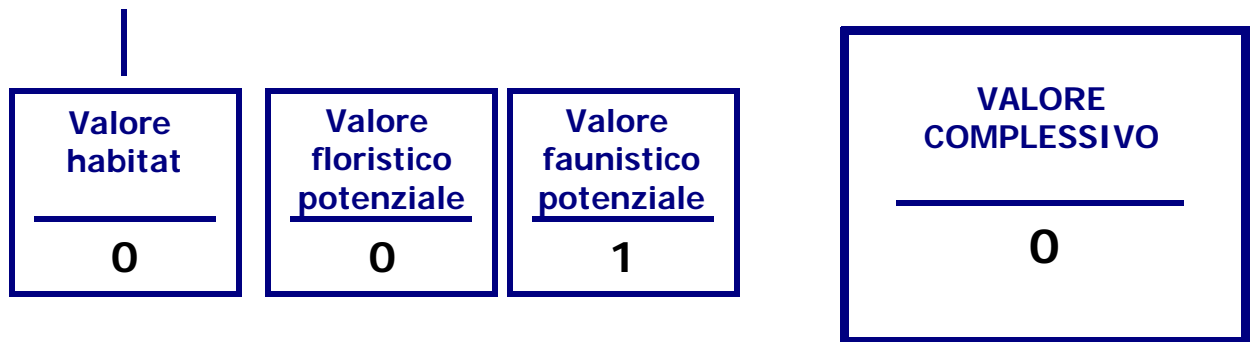 Valore
habitat
0
Valore
floristico
potenziale
0
Valore
faunistico
potenziale
1
VALORE
COMPLESSIVO
0